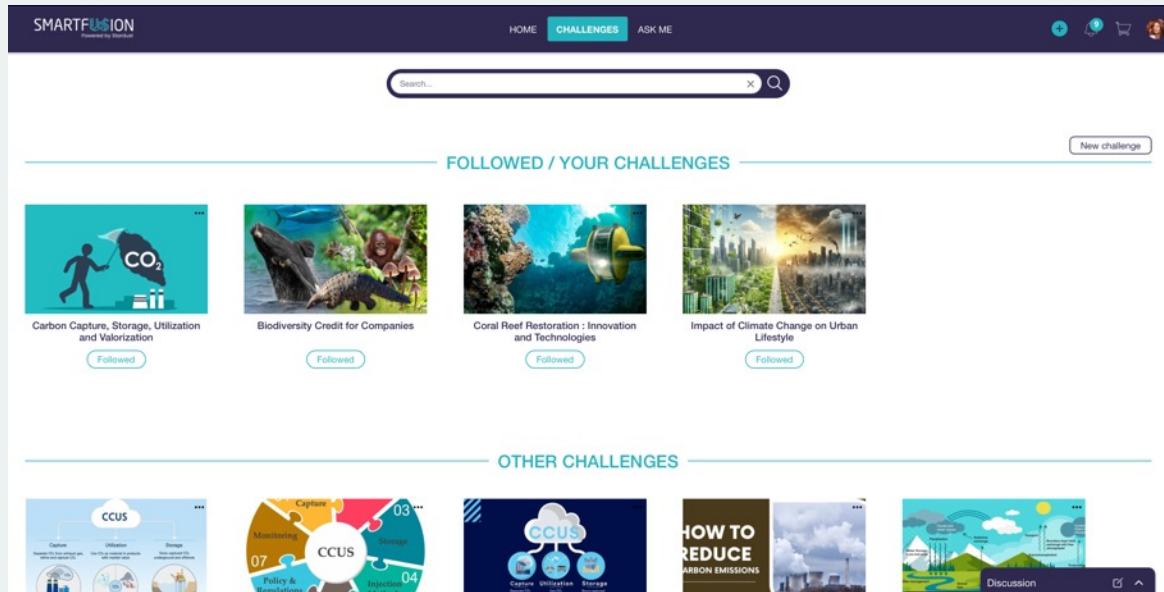 SMARTFUSION
Powered by Stardust
HOME
CHALLENGES
ASK ME
9
Search...
New challenge
FOLLOWED / YOUR CHALLENGES
CO2
Carbon Capture, Storage, Utilization
and Valorization
Followed
Biodiversity Credit for Companies
Followed
Coral Reef Restoration : Innovation
and Technologies
Followed
Impact of Climate Change on Urban
Lifestyle
Followed
OTHER CHALLENGES
CCUS
Capture
Utilization
Storage
Capture
03
Monitoring
Storage
CCUS
07
04
Policy &
Regulations
Injection
CCUS
Capture
Utilization
Storage
HOW TO
REDUCE
CARBON EMISSIONS
Discussion